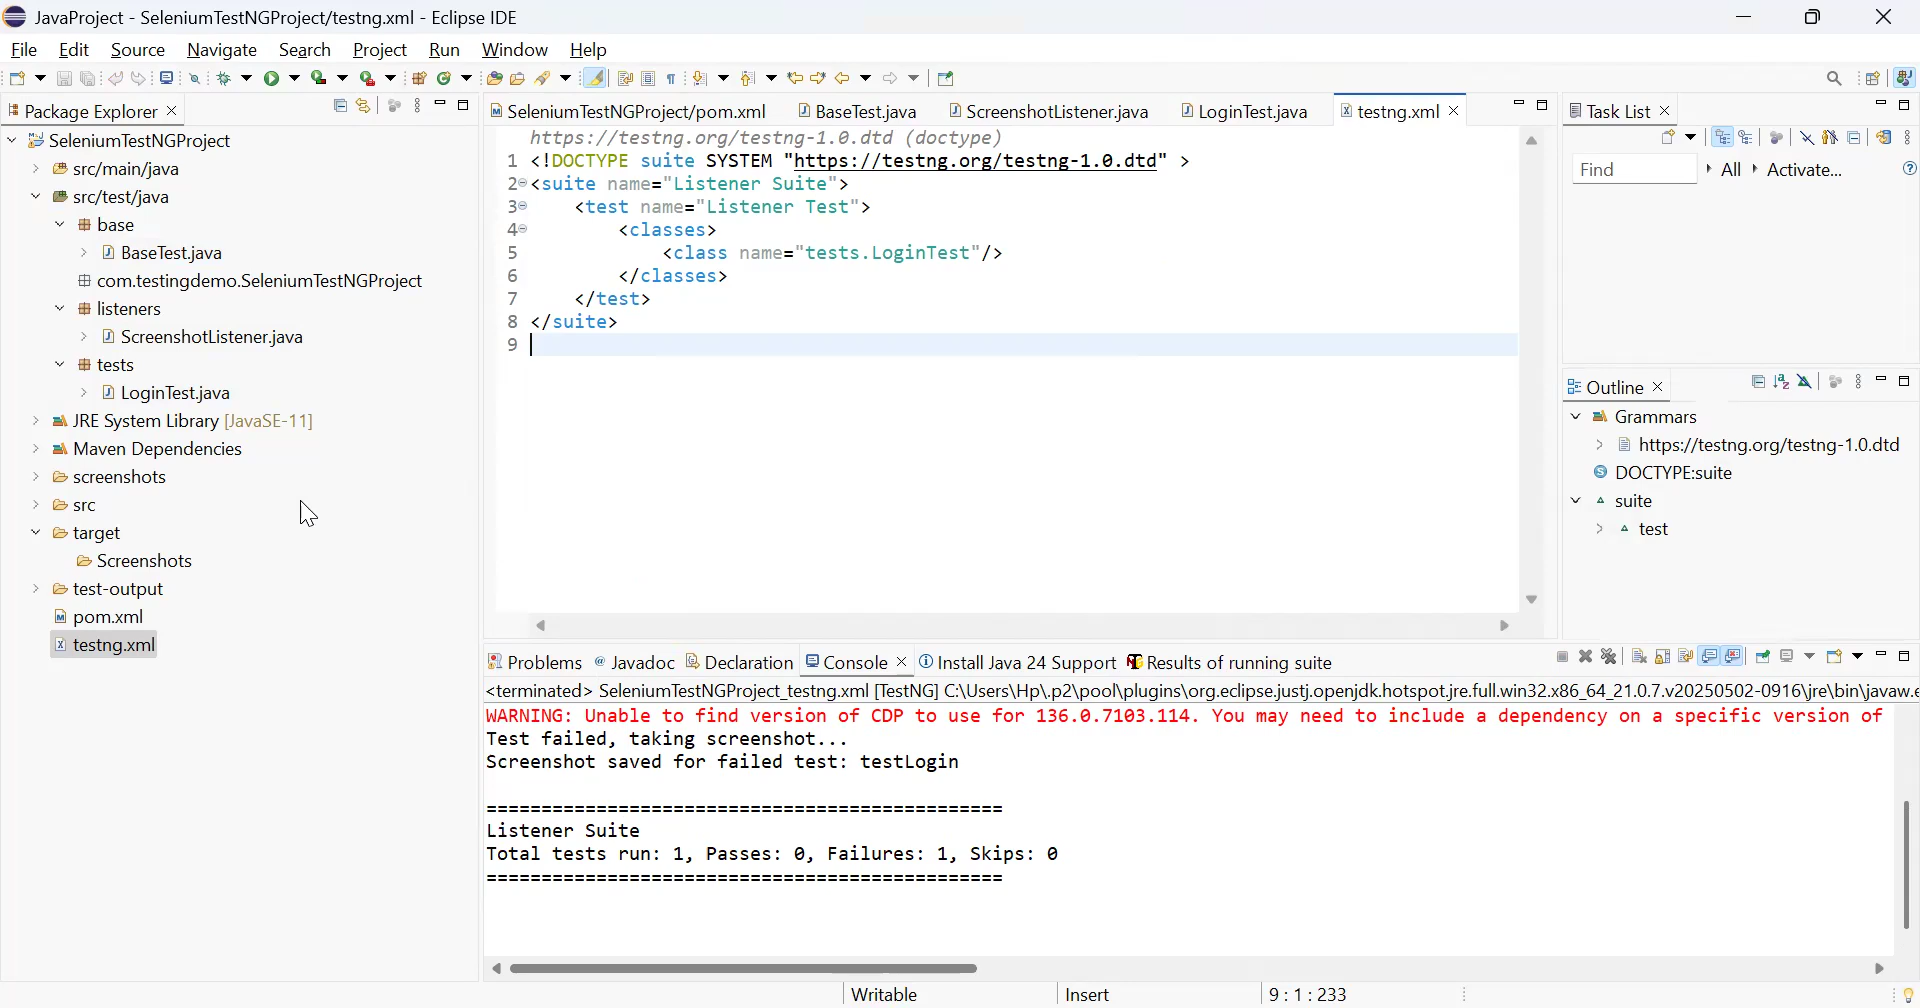 JavaProject - SeleniumTestNGProject/testng.xml - Eclipse IDE
File Edit Source Navigate Search Project Run Window Help
Package Explorer
SeleniumTestNGProject
src/main/java
src/test/java
base
BaseTest.java
com.testingdemo.SeleniumTestNGProject
listeners
ScreenshotListener.java
tests
LoginTest.java
JRE System Library [JavaSE-11]
Maven Dependencies
screenshots
src
target
Screenshots
test-output
pom.xml
testng.xml
SeleniumTestNGProject/pom.xml BaseTest.java ScreenshotListener.java LoginTest.java testng.xml
https://testng.org/testng-1.0.dtd (doctype)
1 <!DOCTYPE suite SYSTEM "https://testng.org/testng-1.0.dtd" >
2 <suite name="Listener Suite">
3 <test name="Listener Test">
4 <classes>
5 <class name="tests.LoginTest"/>
6 </classes>
7 </test>
8 </suite>
9
Task List
Find All Activate...
Outline
Grammars
https://testng.org/testng-1.0.dtd
DOCTYPE:suite
suite
test
Problems Javadoc Declaration Console Install Java 24 Support Results of running suite
<terminated> SeleniumTestNGProject_testng.xml [TestNG] C:\Users\Hp\.p2\pool\plugins\org.eclipse.justj.openjdk.hotspot.jre.full.win32.x86_64_21.0.7.v20250502-0916\jre\bin\javaw.e
WARNING: Unable to find version of CDP to use for 136.0.7103.114. You may need to include a dependency on a specific version of
Test failed, taking screenshot...
Screenshot saved for failed test: testLogin
===============================================
Listener Suite
Total tests run: 1, Passes: 0, Failures: 1, Skips: 0
===============================================
Writable Insert 9 : 1 : 233